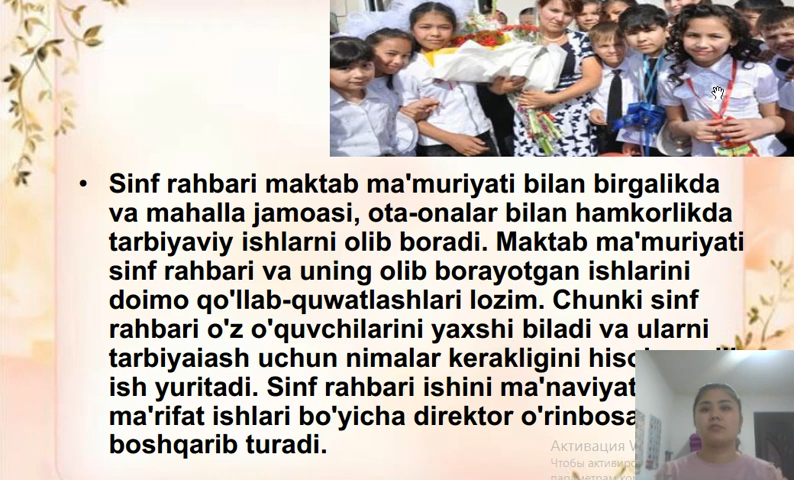 • Sinf rahbari maktab ma'muriyati bilan birgalikda
va mahalla jamoasi, ota-onalar bilan hamkorlikda
tarbiyaviy ishlarni olib boradi. Maktab ma'muriyati
sinf rahbari va uning olib borayotgan ishlarini
doimo qo'llab-quwatlashlari lozim. Chunki sinf
rahbari o'z o'quvchilarini yaxshi biladi va ularni
tarbiyaiash uchun nimalar kerakligini
ish yuritadi. Sinf rahbari ishini ma'naviyat
ma'rifat ishlari bo'yicha direktor
boshqarib turadi.
Активация
Чтобы
параметрам